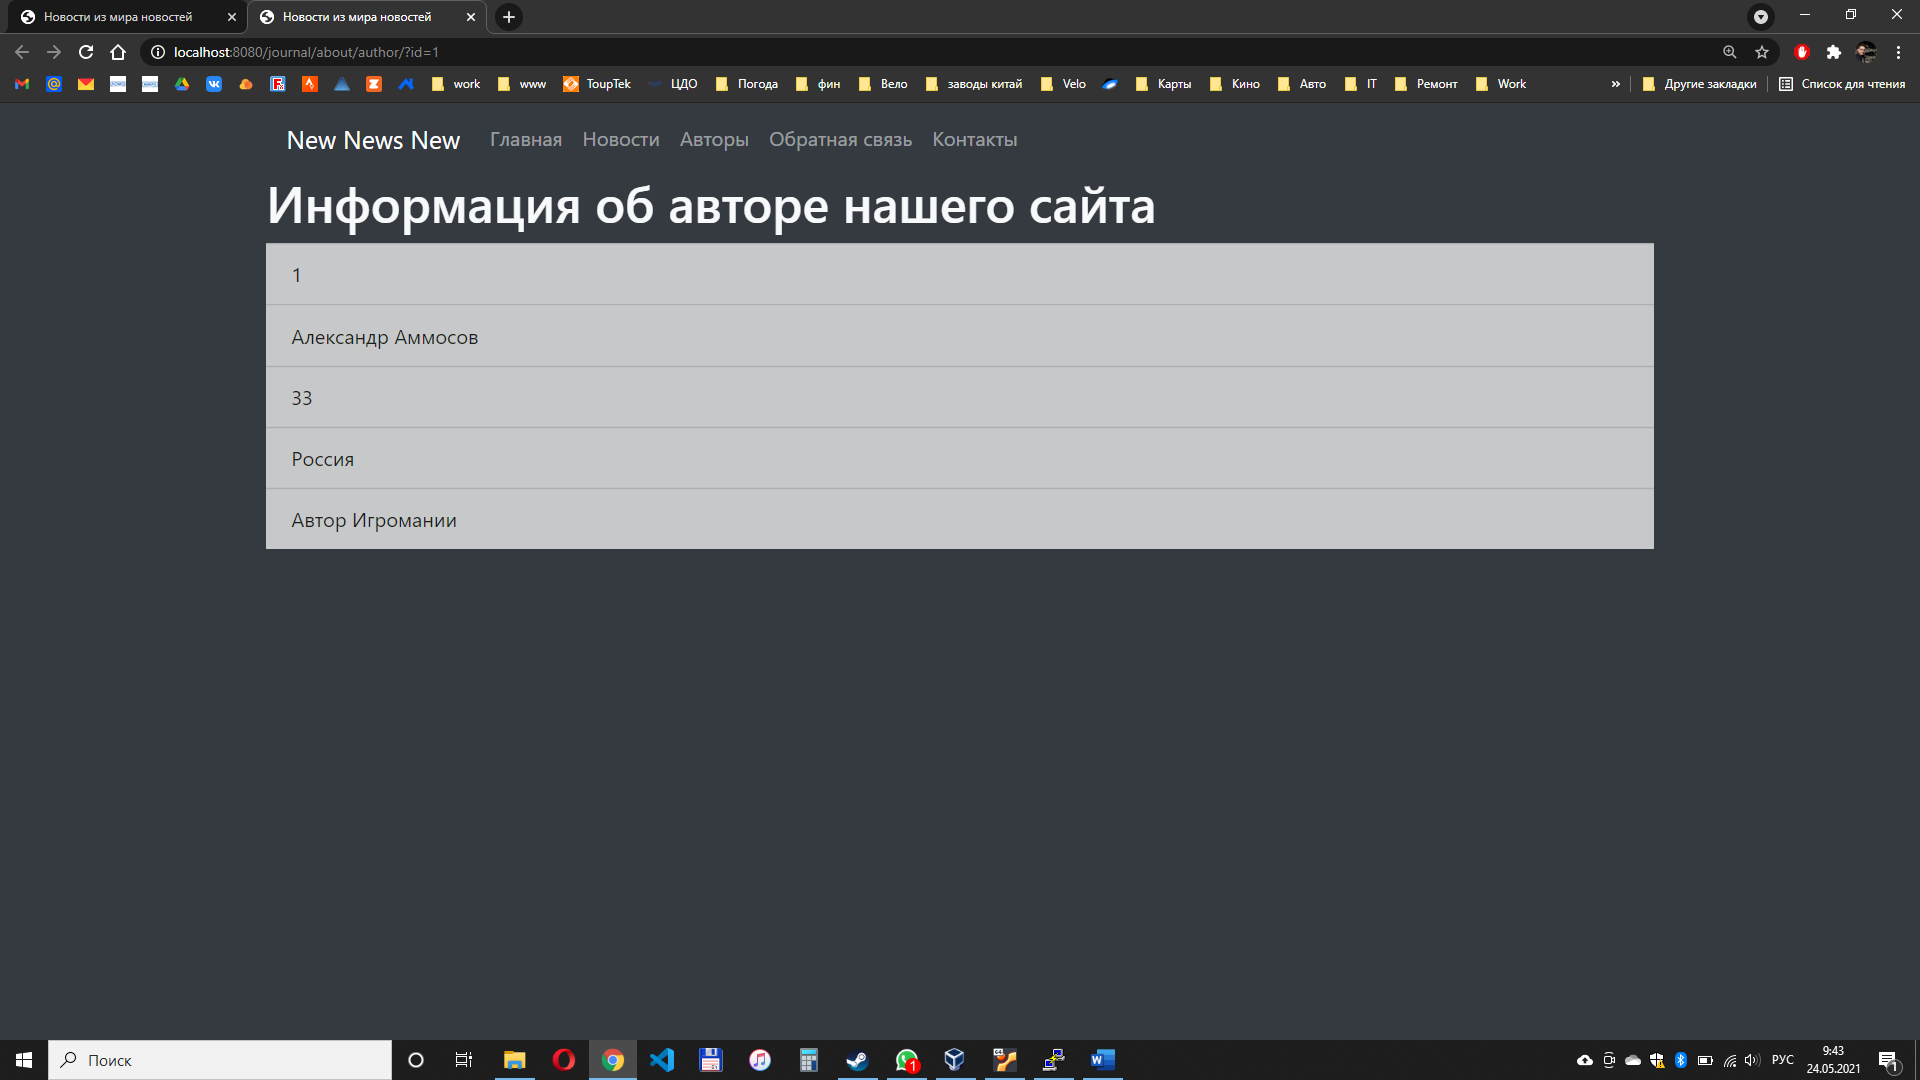 Новости из мира новостей
Новости из мира новостей
localhost:8080/journal/about/author/?id=1
work
www
ToupTek
ЦДО
Погода
фин
Вело
заводы китай
Velo
Карты
Кино
Авто
IT
Ремонт
Work
»
Другие закладки
Список для чтения
New News New
Главная
Новости
Авторы
Обратная связь
Контакты
Информация об авторе нашего сайта
1
Александр Аммосов
33
Россия
Автор Игромании
Поиск
1
РУС
9:43
24.05.2021
1